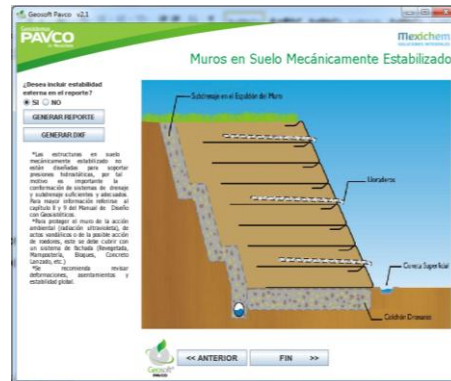 Geosoft Pavco v2.1
Geosistemas
PAVCO
Mexichem
SOLUCIONES INTEGRALES
Muros en Suelo Mecánicamente Estabilizado
¿Desea incluir estabilidad
externa en el reporte?
SI NO
GENERAR REPORTE
GENERAR DXF
*Las estructuras en suelo
mecánicamente estabilizado no
están diseñadas para soportar
presiones hidrostáticas, por tal
motivo es importante la
conformación de sistemas de drenaje
y subdrenaje suficientes y adecuados.
Para mayor información referirse al
capítulo 8 y 9 del Manual de Diseño
con Geosintéticos.
*Para proteger el muro de la acción
ambiental (radiación ultravioleta), de
actos vandálicos o de la posible acción
de roedores, este se debe cubrir con
un sistema de fachada (Revegetada,
Mampostería, Bloques, Concreto
Lanzado, etc.)
*Se recomienda revisar
deformaciones, asentamientos y
estabilidad global.
Subdrenaje en el Espaldón del Muro
Lloraderos
Cuneta Superficial
Colchón Drenante
Geosoft
PAVCO
<< ANTERIOR
FIN >>